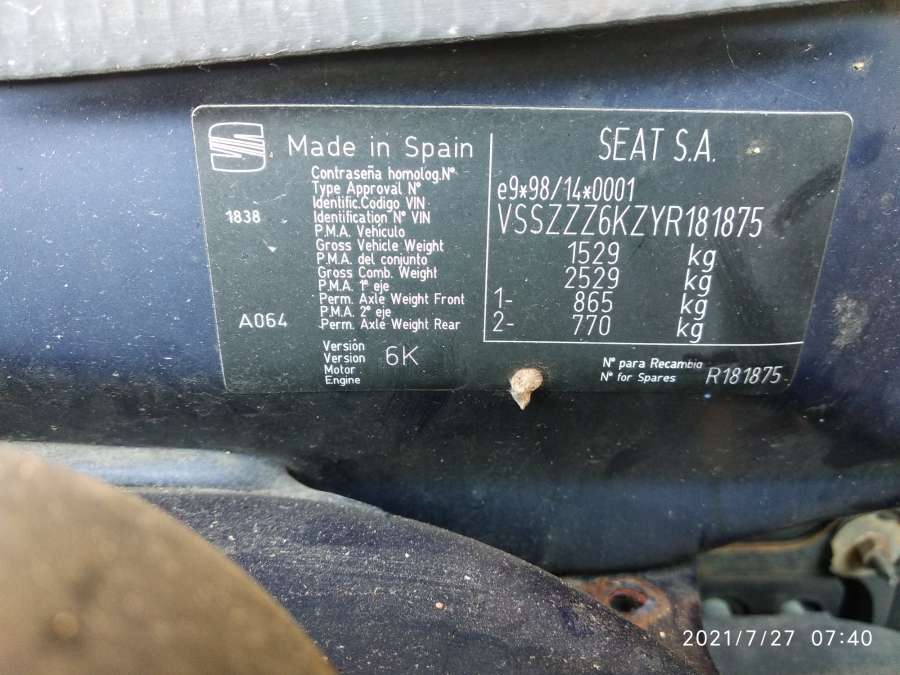 Made in Spain
SEAT S.A.
Contraseña homolog.N°
Type Approval N°
e9*98/14*0001
Identific.Codigo VIN
1838 Identification N° VIN
VSSZZZ6KZYR181875
P.M.A. Vehiculo
Gross Vehicle Weight
1529 kg
P.M.A. del conjunto
Gross Comb. Weight
2529 kg
P.M.A. 1° eje
Perm. Axle Weight Front
1- 865 kg
P.M.A. 2° eje
A064 Perm. Axle Weight Rear
2- 770 kg
Versión
Version
6K
Motor
Engine
N° para Recambio
N° for Spares
R181875
2021/7/27 07:40